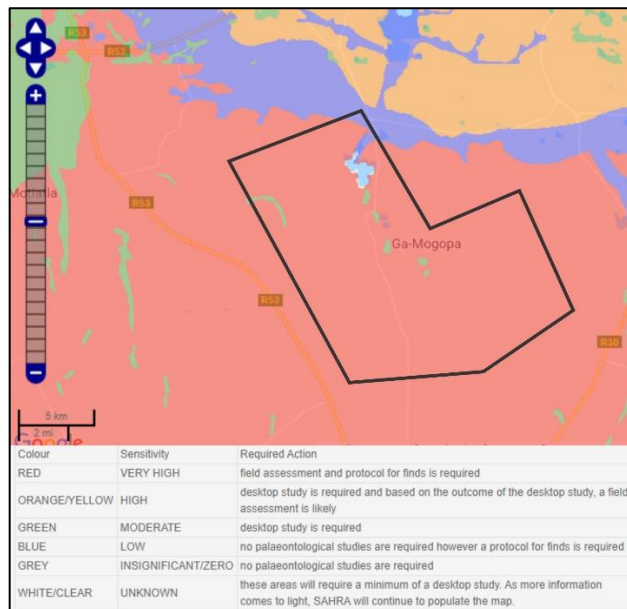 R53
R52
Motlatla
R53
Ga-Mogopa
R53
R30
+
−
5 km
2 mi
Google
Colour Sensitivity Required Action
RED VERY HIGH field assessment and protocol for finds is required
ORANGE/YELLOW HIGH desktop study is required and based on the outcome of the desktop study, a field
assessment is likely
GREEN MODERATE desktop study is required
BLUE LOW no palaeontological studies are required however a protocol for finds is required
GREY INSIGNIFICANT/ZERO no palaeontological studies are required
WHITE/CLEAR UNKNOWN these areas will require a minimum of a desktop study. As more information
comes to light, SAHRA will continue to populate the map.